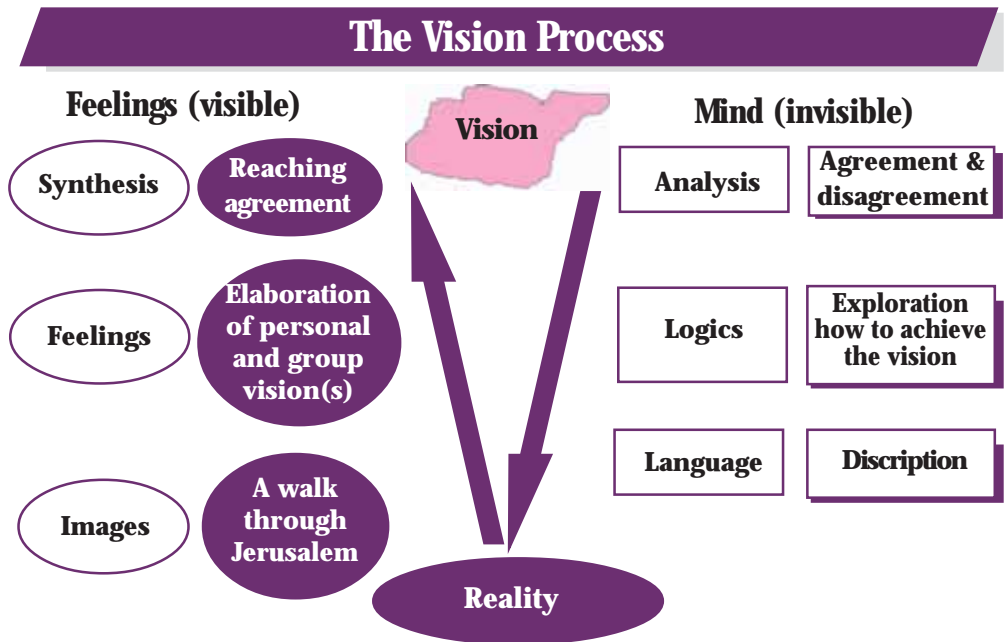 The Vision Process
Feelings (visible)
Synthesis
Reaching
agreement
Feelings
Elaboration
of personal
and group
vision(s)
Images
A walk
through
Jerusalem
Vision
Reality
Mind (invisible)
Analysis
Agreement &
disagreement
Logics
Exploration
how to achieve
the vision
Language
Discription